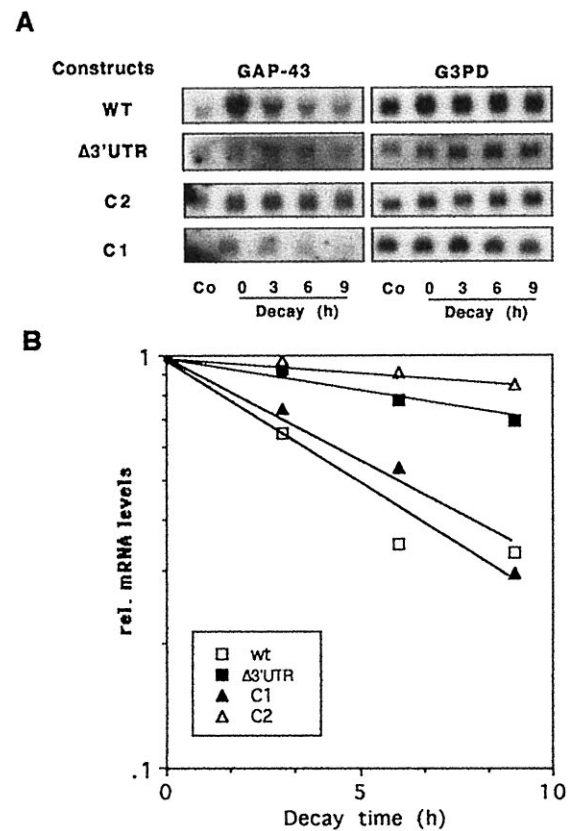 A
Constructs GAP-43 G3PD
WT
Δ3'UTR
C2
C1
Co 0 3 6 9 Co 0 3 6 9
Decay (h) Decay (h)
B
1
rel. mRNA levels
wt
Δ3'UTR
C1
C2
.1
0 5 10
Decay time (h)